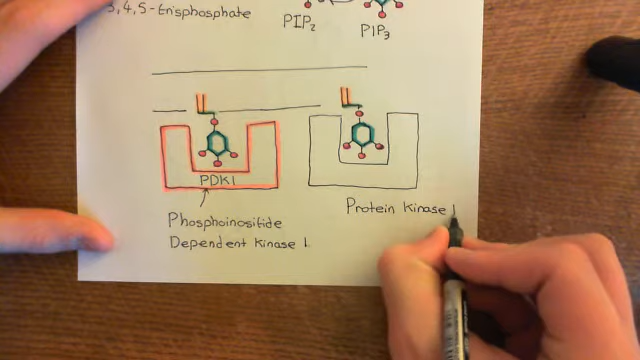 3,4,5-trisphosphate
PIP2
PIP3
PDK1
Phosphoinositide
Dependent Kinase 1
Protein Kinase